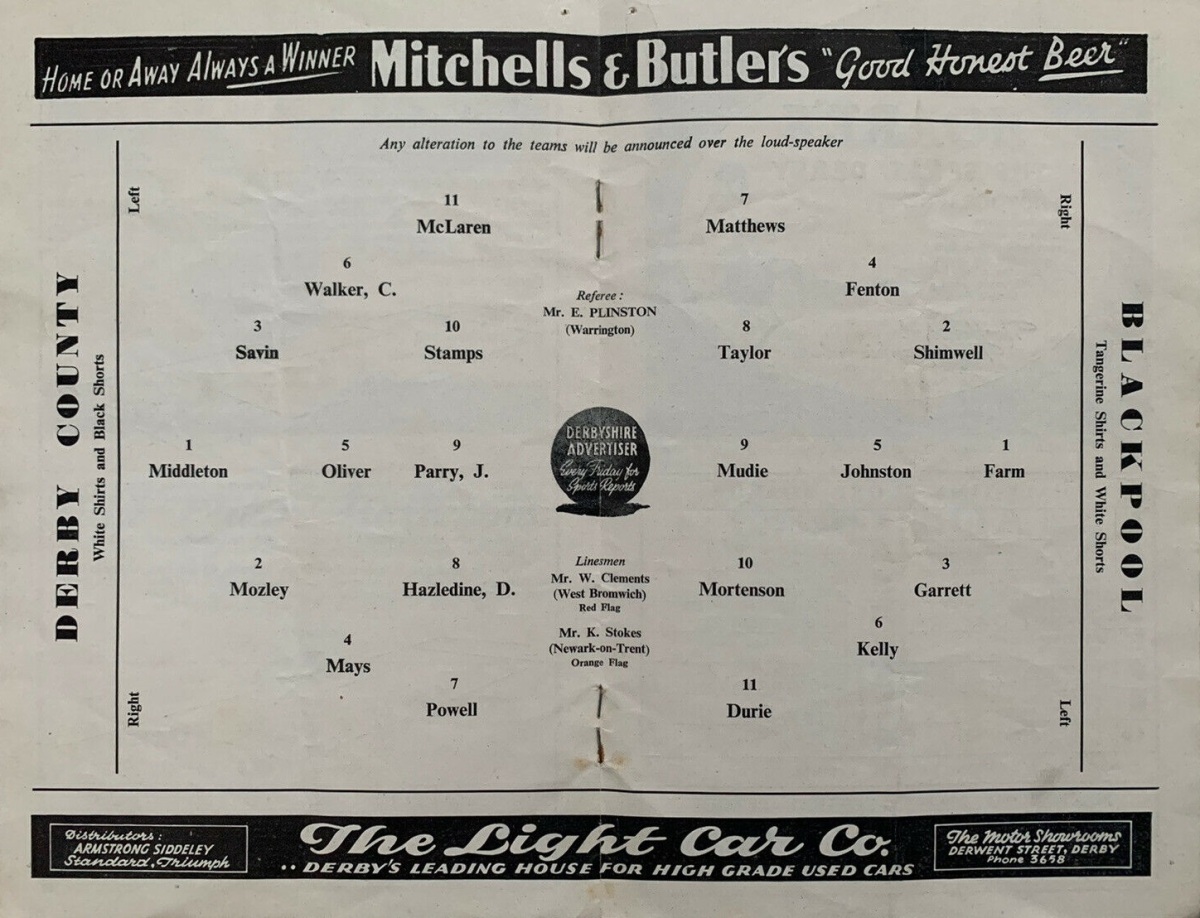 HOME OR AWAY ALWAYS A WINNER Mitchells & Butler's "Good Honest Beer"
Any alteration to the teams will be announced over the loud-speaker
DERBY COUNTY
White Shirts and Black Shorts
Left
Right
11
McLaren
6
Walker, C.
3
Savin
10
Stamps
1
Middleton
5
Oliver
9
Parry, J.
2
Mozley
8
Hazledine, D.
4
Mays
7
Powell
Referee :
Mr. E. PLINSTON
(Warrington)
DERBYSHIRE
ADVERTISER
Every Friday for
Sports Reports
Linesmen
Mr. W. Clements
(West Bromwich)
Red Flag
Mr. K. Stokes
(Newark-on-Trent)
Orange Flag
7
Matthews
4
Fenton
8
Taylor
2
Shimwell
9
Mudie
5
Johnston
1
Farm
10
Mortenson
3
Garrett
6
Kelly
11
Durie
Right
Left
BLACKPOOL
Tangerine Shirts and White Shorts
Distributors :
ARMSTRONG SIDDELEY
Standard, Triumph
The Light Car Co.
.. DERBY'S LEADING HOUSE FOR HIGH GRADE USED CARS
The Motor Showrooms
DERWENT STREET, DERBY
Phone 3658